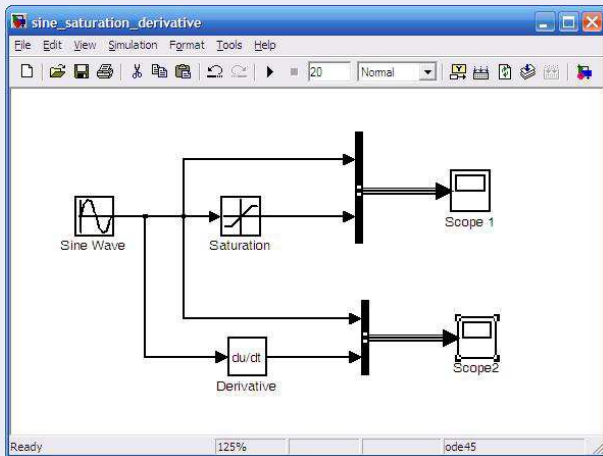 sine_saturation_derivative
File Edit View Simulation Format Tools Help
20 Normal
Sine Wave
Saturation
Scope 1
du/dt
Derivative
Scope2
Ready 125% ode45